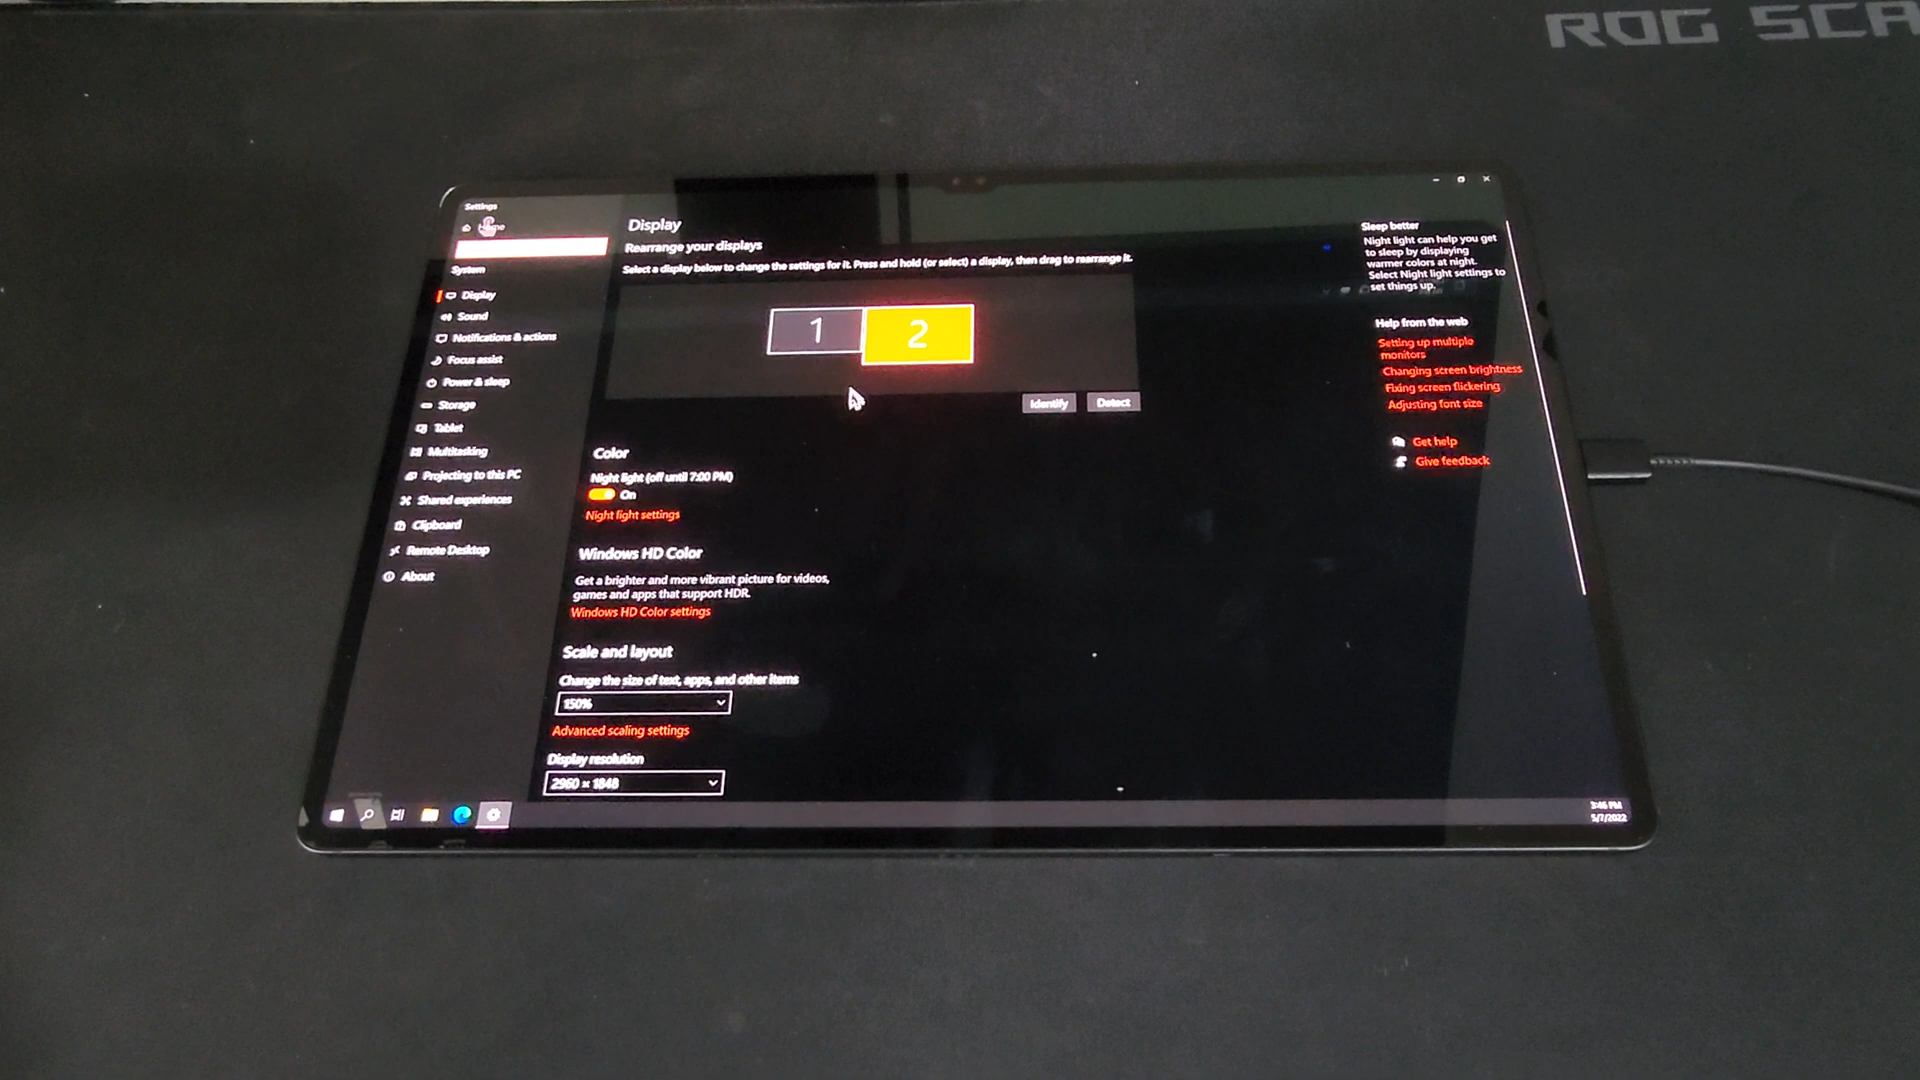 ROG SCA
Settings
Home
System
Display
Sound
Notifications & actions
Focus assist
Power & sleep
Storage
Tablet
Multitasking
Projecting to this PC
Shared experiences
Clipboard
Remote Desktop
About
Display
Rearrange your displays
Select a display below to change the settings for it. Press and hold (or select) a display, then drag to rearrange it.
1
2
Identify
Detect
Color
Night light (off until 7:00 PM)
On
Night light settings
Windows HD Color
Get a brighter and more vibrant picture for videos,
games and apps that support HDR.
Windows HD Color settings
Scale and layout
Change the size of text, apps, and other items
150%
Advanced scaling settings
Display resolution
2960 × 1848
Sleep better
Night light can help you get
to sleep by displaying
warmer colors at night.
Select Night light settings to
set things up.
Help from the web
Setting up multiple
monitors
Changing screen brightness
Fixing screen flickering
Adjusting font size
Get help
Give feedback
3:46 PM
5/7/2022